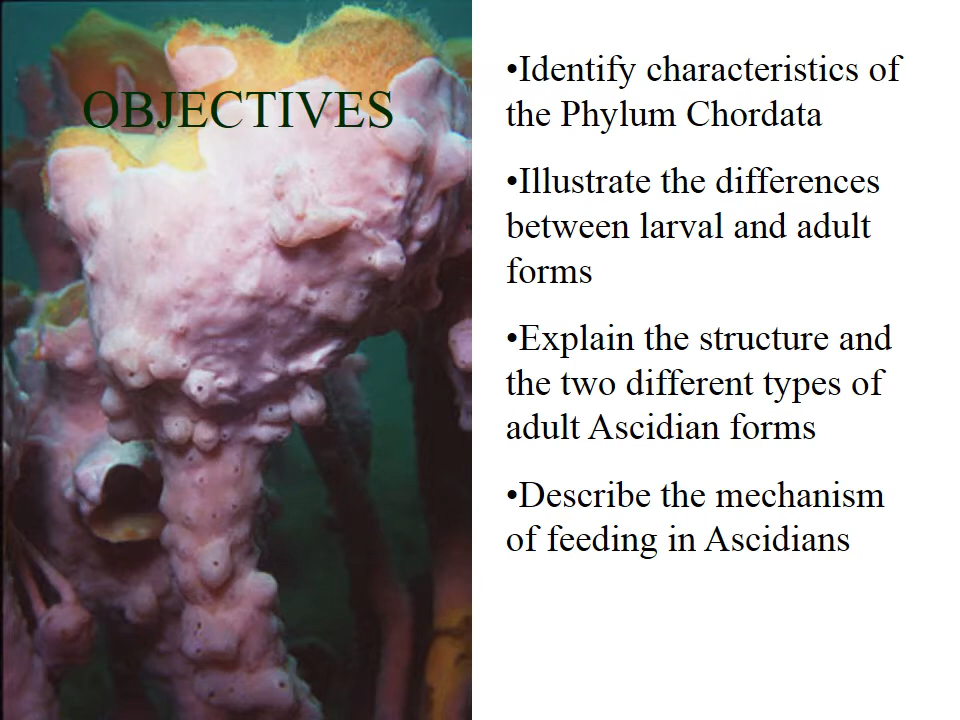 OBJECTIVES
•Identify characteristics of
the Phylum Chordata
•Illustrate the differences
between larval and adult
forms
•Explain the structure and
the two different types of
adult Ascidian forms
•Describe the mechanism
of feeding in Ascidians